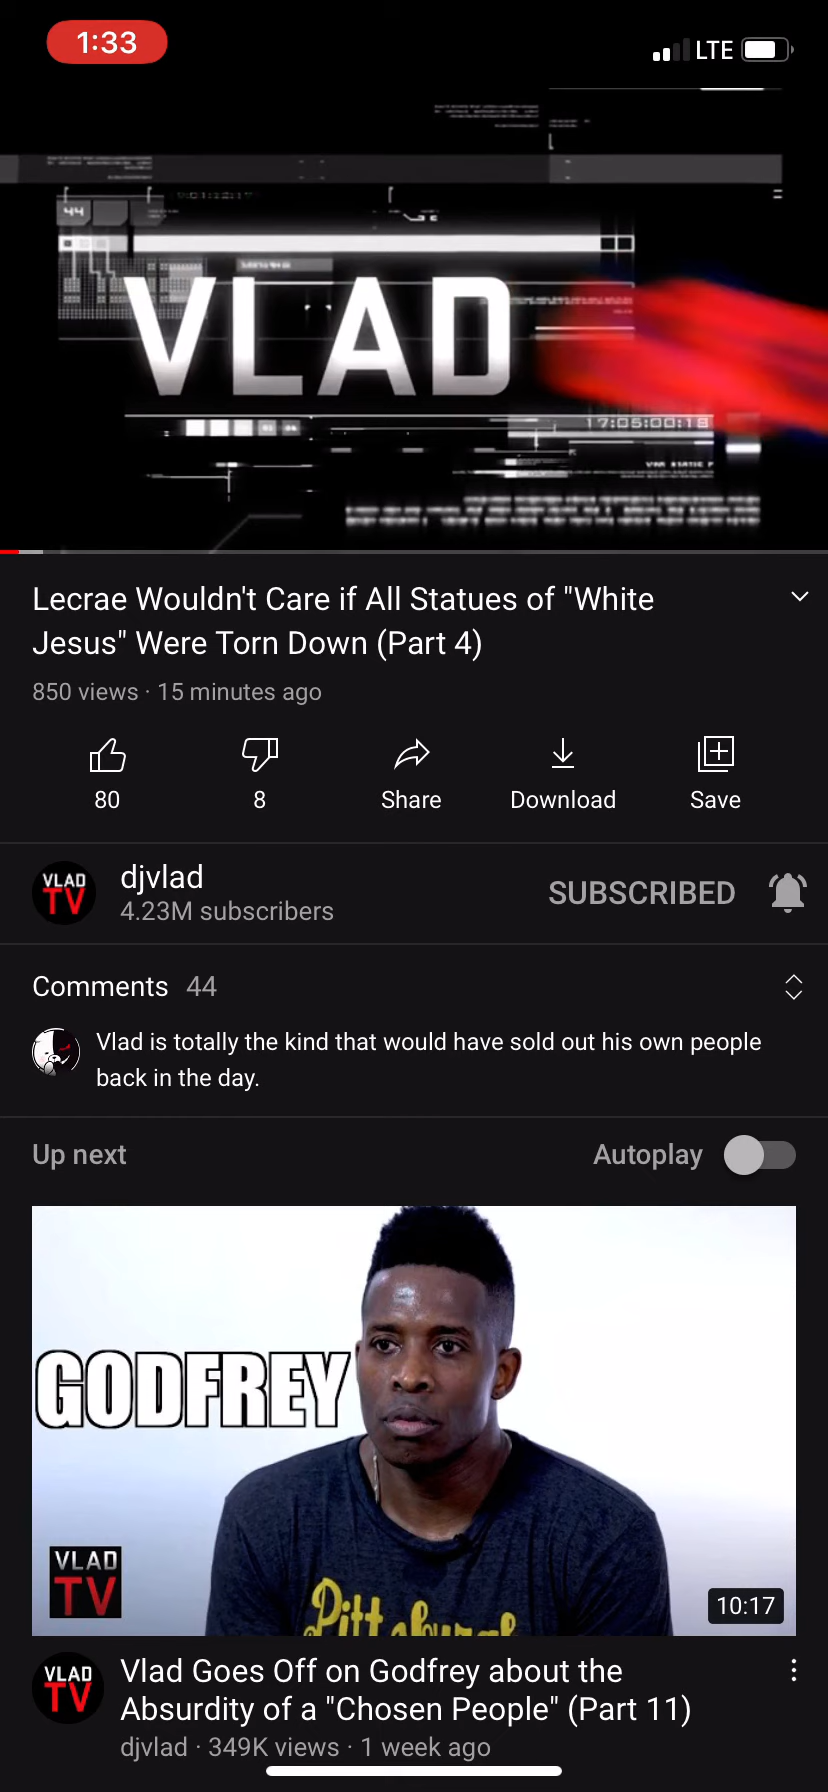 1:33
LTE
44
VLAD
17:05:00:18
Lecrae Wouldn't Care if All Statues of "White
Jesus" Were Torn Down (Part 4)
850 views · 15 minutes ago
80
8
Share
Download
Save
VLAD
TV
djvlad
4.23M subscribers
SUBSCRIBED
Comments 44
Vlad is totally the kind that would have sold out his own people
back in the day.
Up next
Autoplay
GODFREY
VLAD
TV
Pittsburgh
10:17
VLAD
TV
Vlad Goes Off on Godfrey about the
Absurdity of a "Chosen People" (Part 11)
djvlad · 349K views · 1 week ago